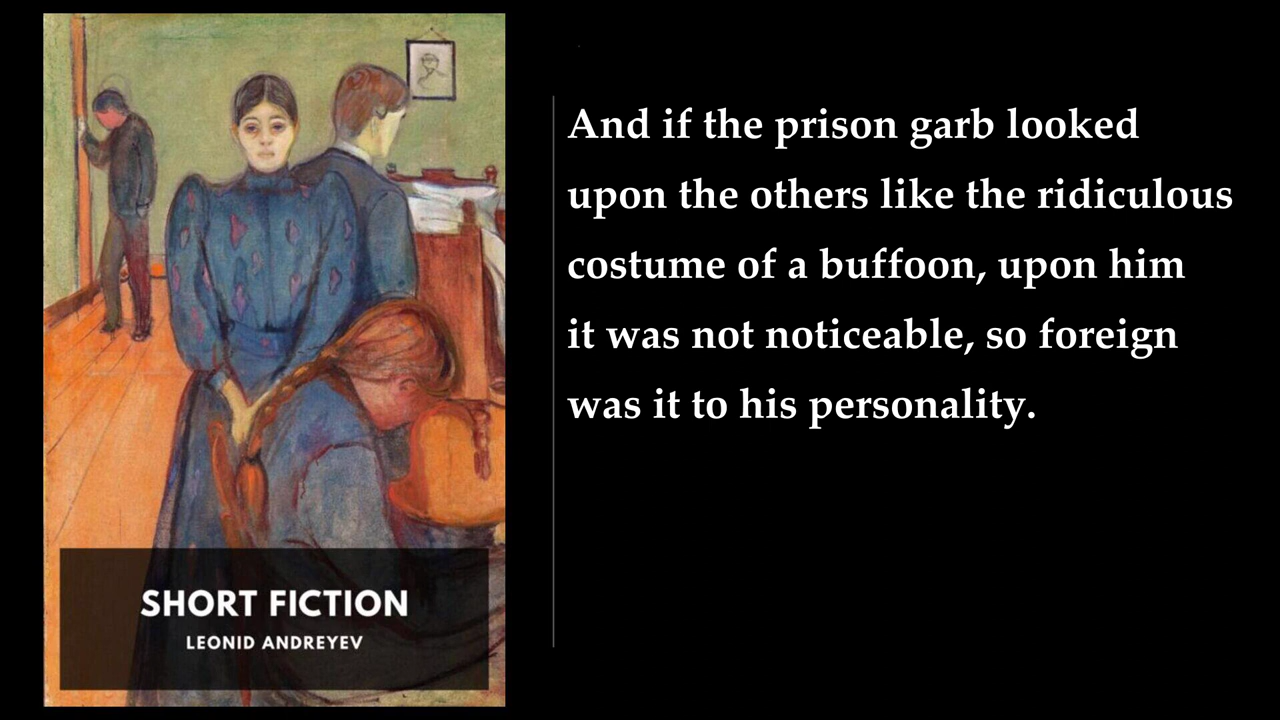 And if the prison garb looked
upon the others like the ridiculous
costume of a buffoon, upon him
it was not noticeable, so foreign
was it to his personality.
SHORT FICTION
LEONID ANDREYEV